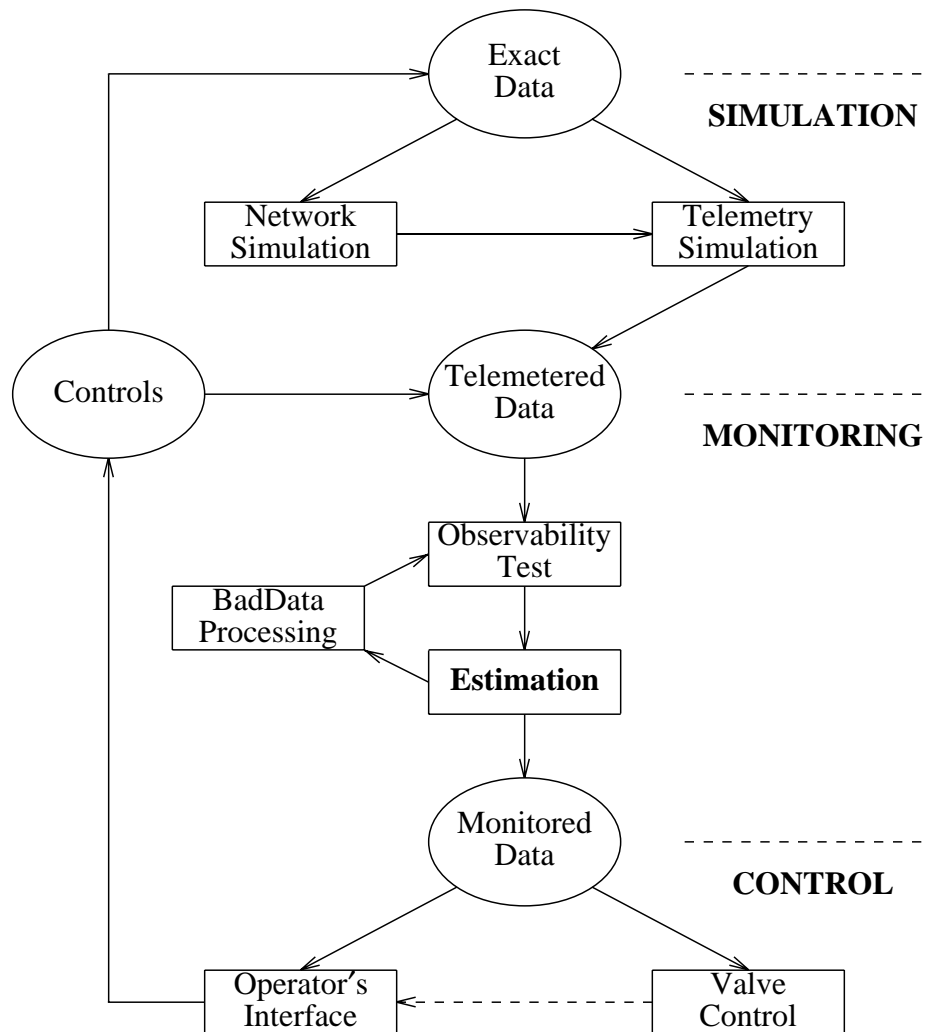 Exact
Data
SIMULATION
Network
Simulation
Telemetry
Simulation
Controls
Telemetered
Data
MONITORING
Observability
Test
BadData
Processing
Estimation
Monitored
Data
CONTROL
Operator's
Interface
Valve
Control